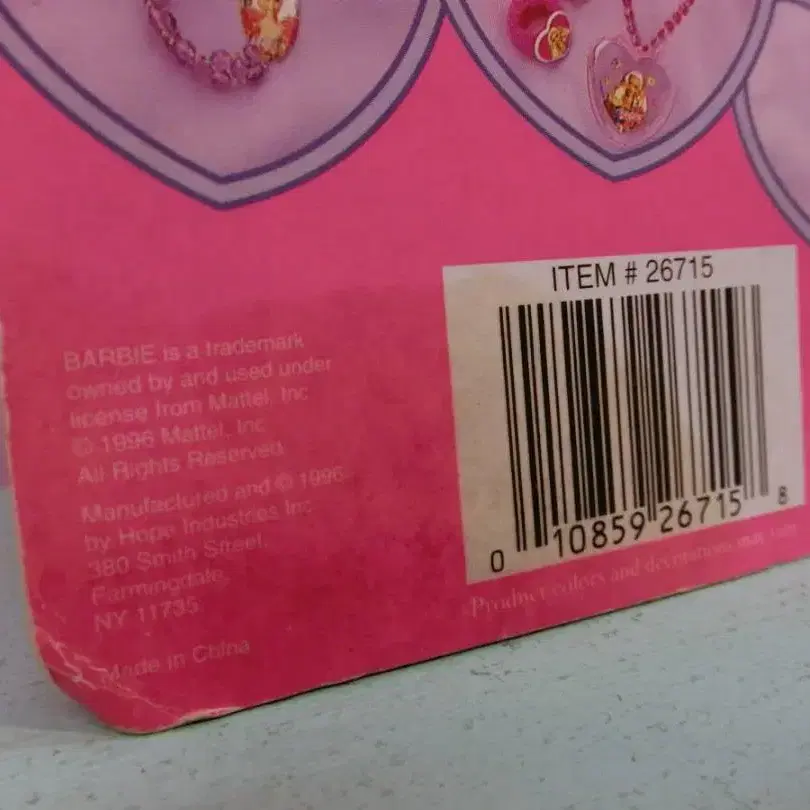 ITEM # 26715
0 10859 26715 8
BARBIE is a trademark
owned by and used under
license from Mattel, Inc
© 1996 Mattel, Inc
All Rights Reserved
Manufactured and © 1996
by Hope Industries Inc
380 Smith Street,
Farmingdale,
NY 11735
Made in China
Product colors and decorations may vary